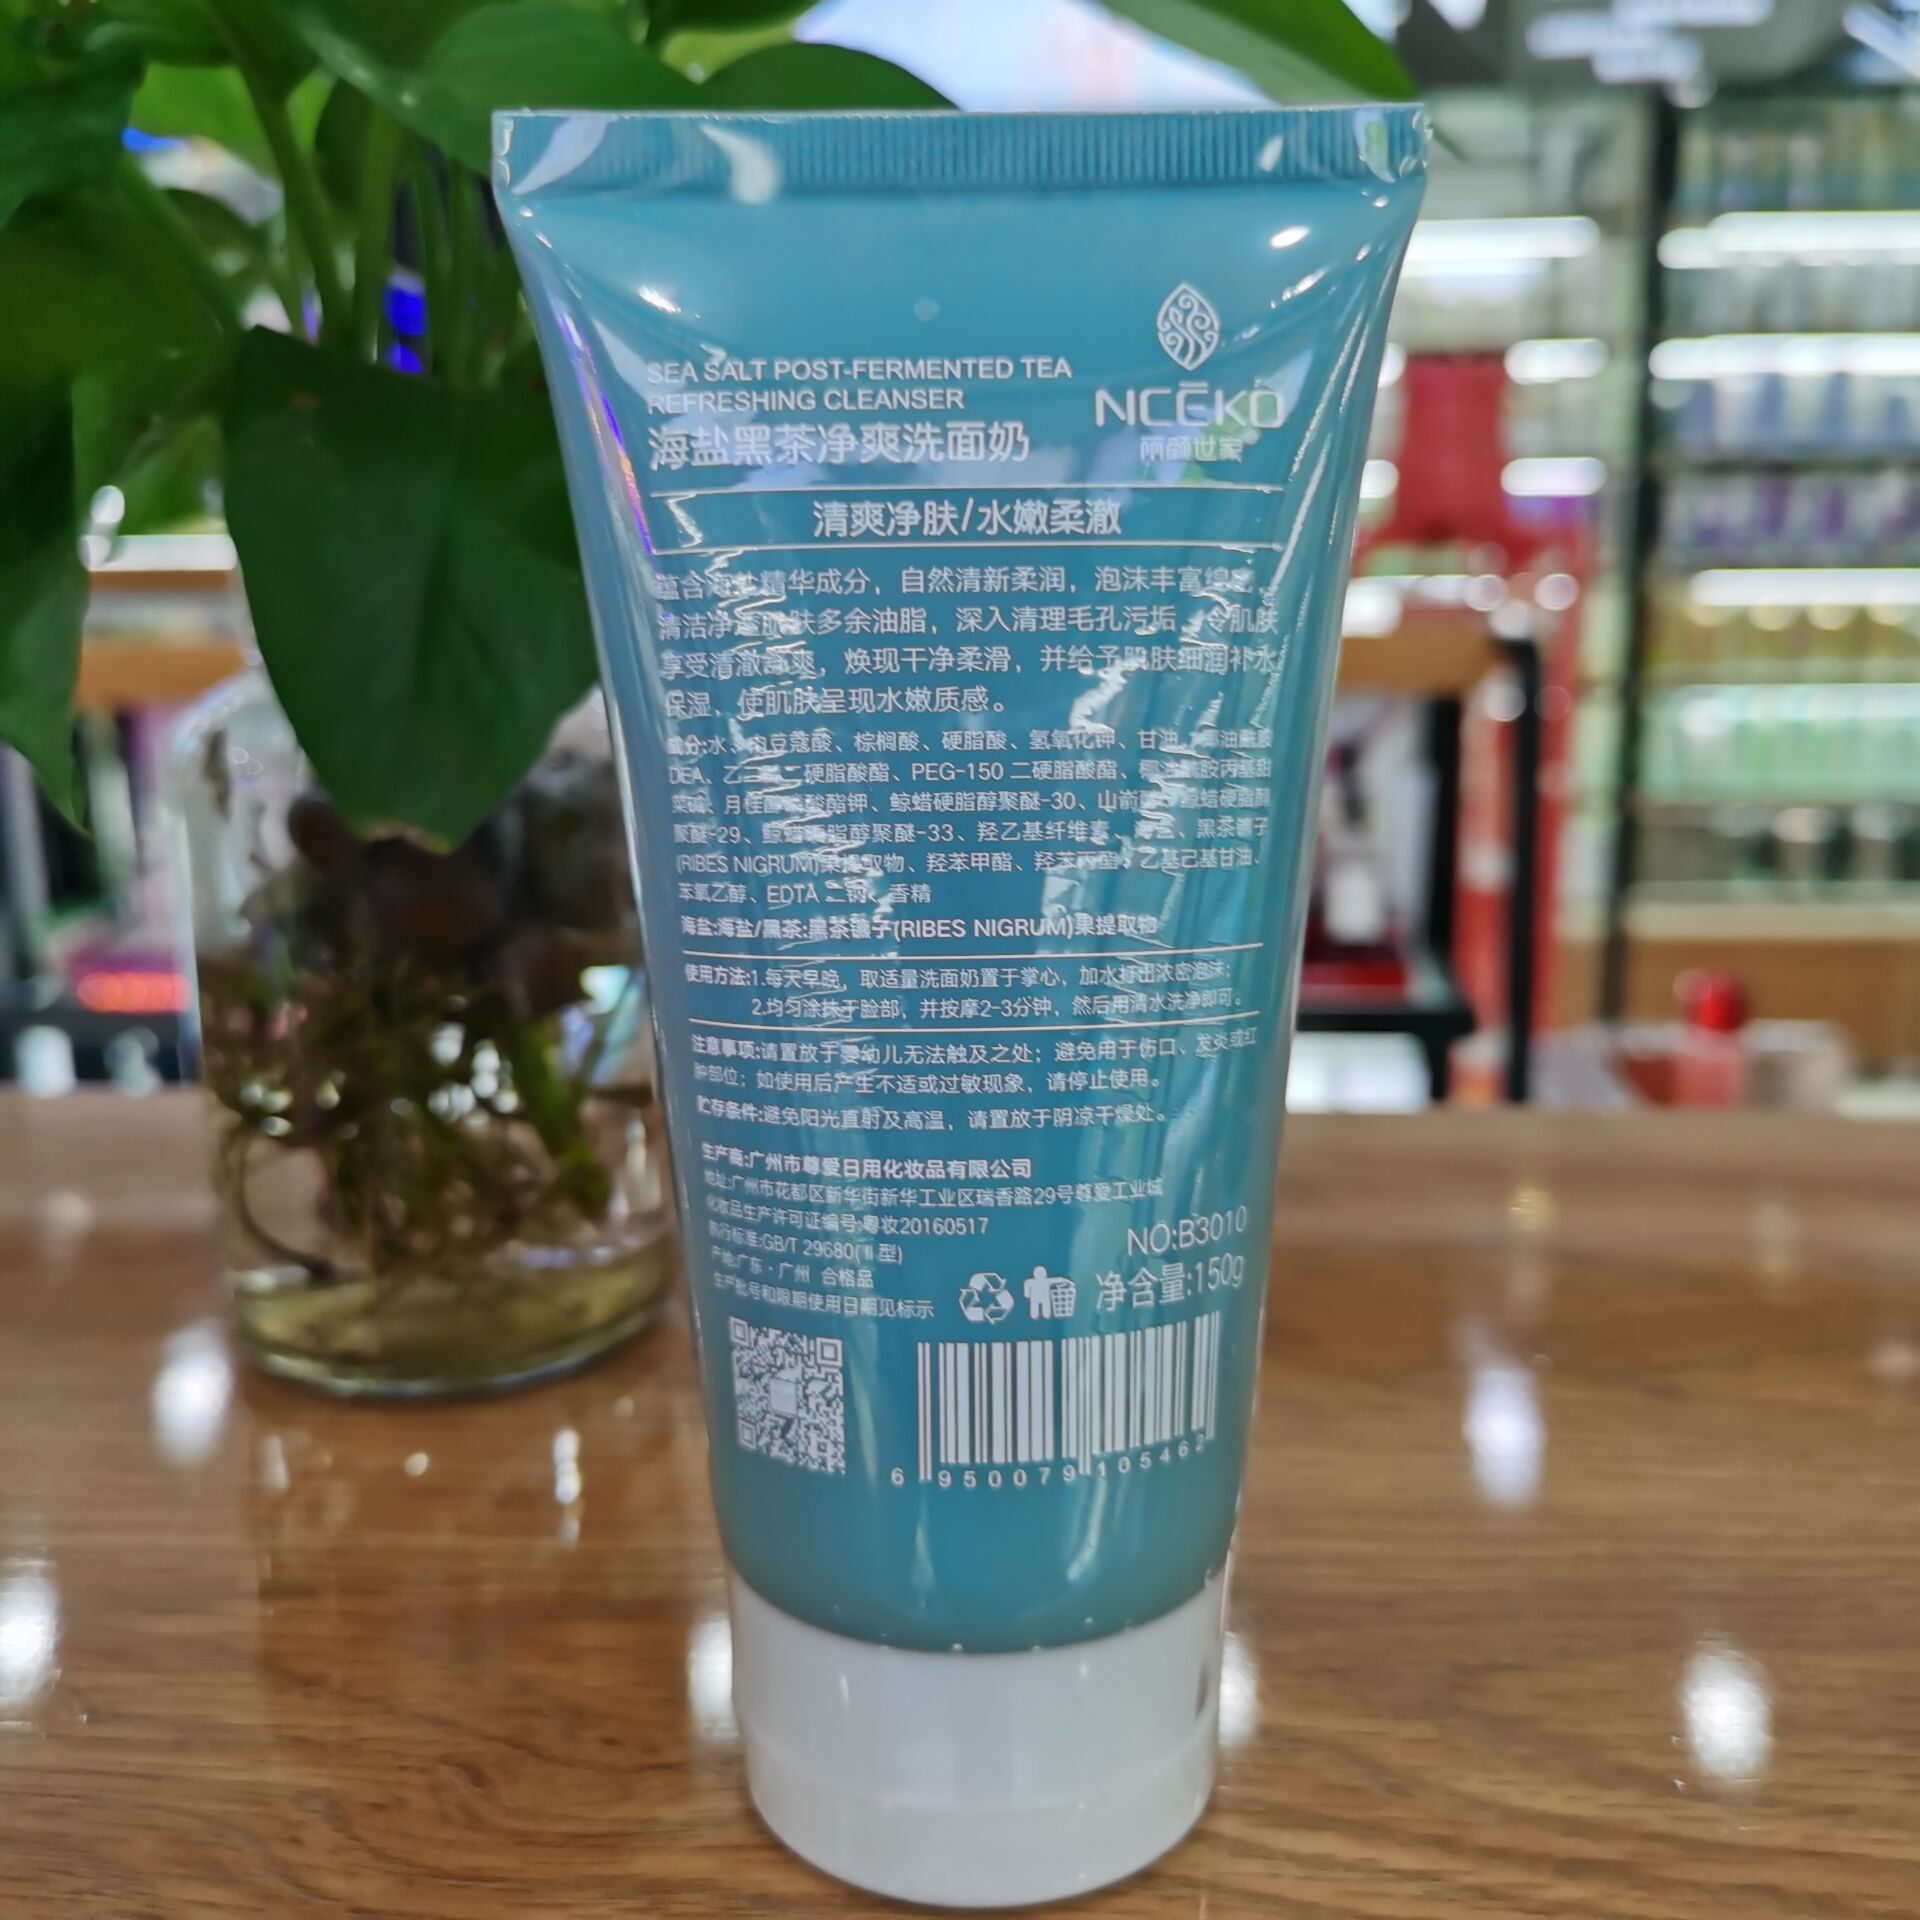 SEA SALT POST-FERMENTED TEA
REFRESHING CLEANSER
海盐黑茶净爽洗面奶
NCĒKO
丽颜世家
清爽净肤/水嫩柔澈
蕴含海盐精华成分，自然清新柔润，泡沫丰富绵密，
清洁净透肌肤多余油脂，深入清理毛孔污垢，令肌肤
享受清澈舒爽，焕现干净柔滑，并给予肌肤细润补水
保湿，使肌肤呈现水嫩质感。
成分:水、肉豆蔻酸、棕榈酸、硬脂酸、氢氧化钾、甘油、椰油酰胺
DEA、乙二醇二硬脂酸酯、PEG-150 二硬脂酸酯、椰油酰胺丙基甜
菜碱、月桂醇磷酸酯钾、鲸蜡硬脂醇聚醚-30、山嵛醇、鲸蜡硬脂醇
聚醚-29、鲸蜡硬脂醇聚醚-33、羟乙基纤维素、海盐、黑茶藨子
(RIBES NIGRUM)果提取物、羟苯甲酯、羟苯丙酯、乙基己基甘油、
苯氧乙醇、EDTA 二钠、香精
海盐:海盐/黑茶:黑茶藨子(RIBES NIGRUM)果提取物
使用方法:1.每天早晚，取适量洗面奶置于掌心，加水打出浓密泡沫；
2.均匀涂抹于脸部，并按摩2-3分钟，然后用清水洗净即可。
注意事项:请置放于婴幼儿无法触及之处；避免用于伤口、发炎或红
肿部位；如使用后产生不适或过敏现象，请停止使用。
贮存条件:避免阳光直射及高温，请置放于阴凉干燥处。
生产商:广州市尊爱日用化妆品有限公司
地址:广州市花都区新华街新华工业区瑞香路29号尊爱工业城
化妆品生产许可证编号:粤妆20160517
执行标准:GB/T 29680(Ⅱ型)
产地:广东·广州 合格品
生产批号和限期使用日期见标示
NO:B3010
净含量:150g
6 950079 105462